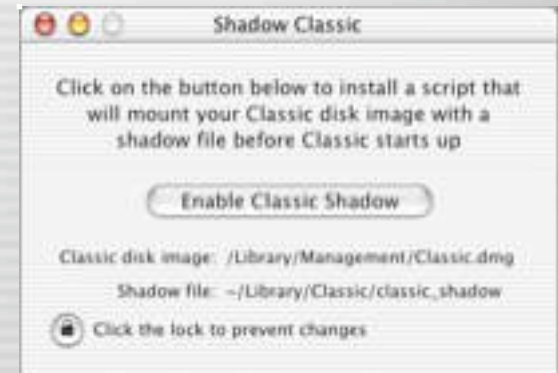 Shadow Classic
Click on the button below to install a script that
will mount your Classic disk image with a
shadow file before Classic starts up
Enable Classic Shadow
Classic disk image: /Library/Management/Classic.dmg
Shadow file: ~/Library/Classic/classic_shadow
Click the lock to prevent changes